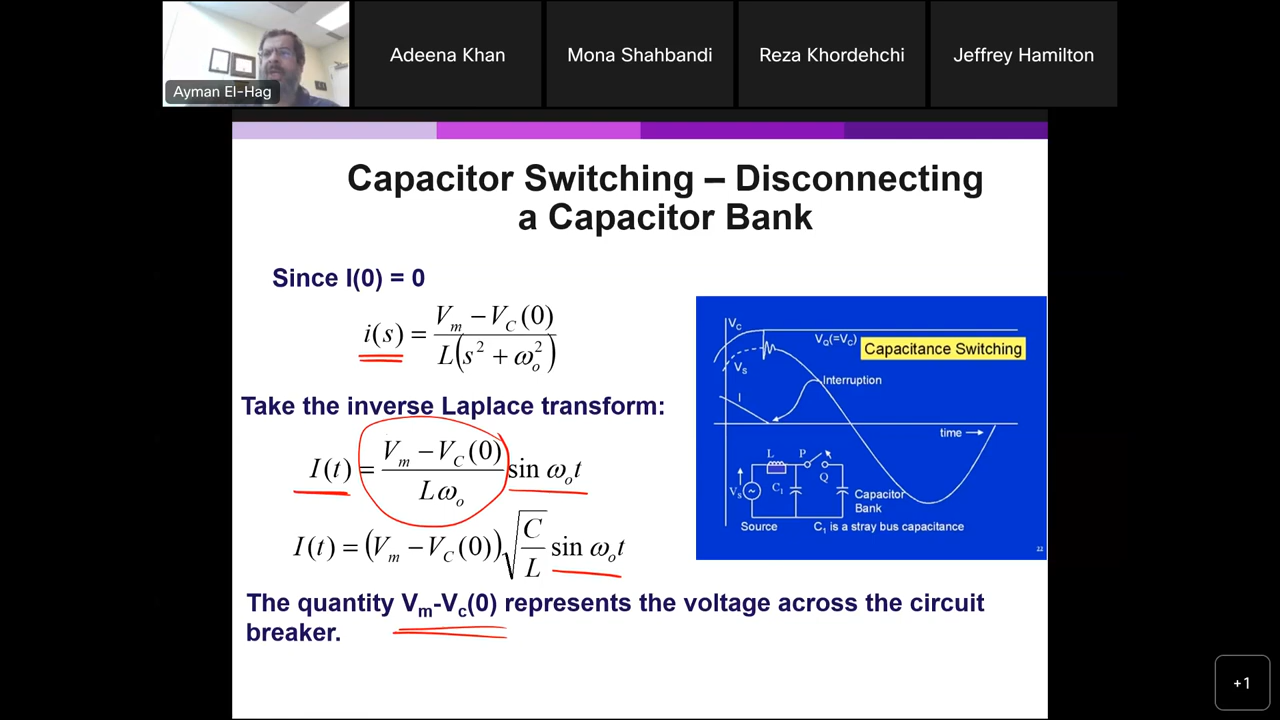 Ayman El-Hag
Adeena Khan
Mona Shahbandi
Reza Khordehchi
Jeffrey Hamilton
Capacitor Switching – Disconnecting
a Capacitor Bank
Since I(0) = 0
i(s) = (V_m − V_C(0)) / (L(s² + ω_o²))
Take the inverse Laplace transform:
I(t) = (V_m − V_C(0)) / (Lω_o) sin ω_o t
I(t) = (V_m − V_C(0)) √(C/L) sin ω_o t
The quantity V_m-V_c(0) represents the voltage across the circuit
breaker.
V_C
V_Q(=V_C)
Capacitance Switching
V_S
I
Interruption
time →
L
P
Q
V_S
C_1
Capacitor
Bank
Source
C_1 is a stray bus capacitance
22
+1